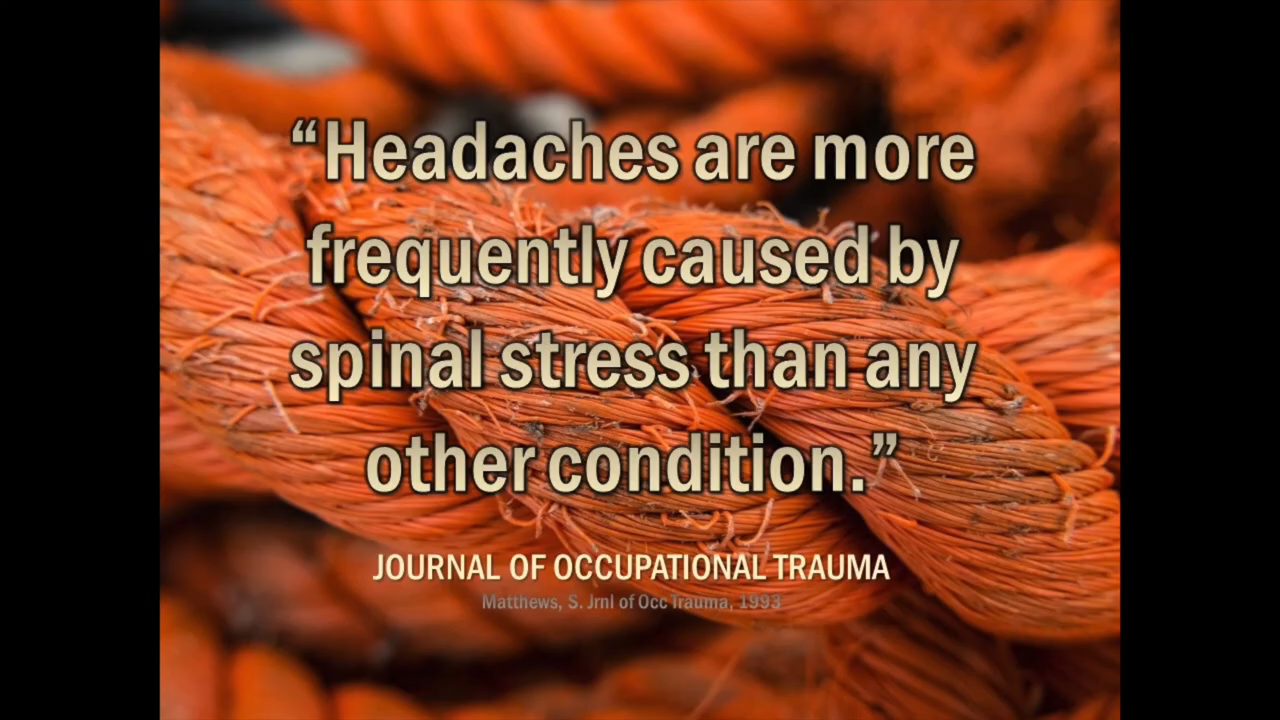 “Headaches are more
frequently caused by
spinal stress than any
other condition.”
JOURNAL OF OCCUPATIONAL TRAUMA
Matthews, S. Jrnl of Occ Trauma, 1993